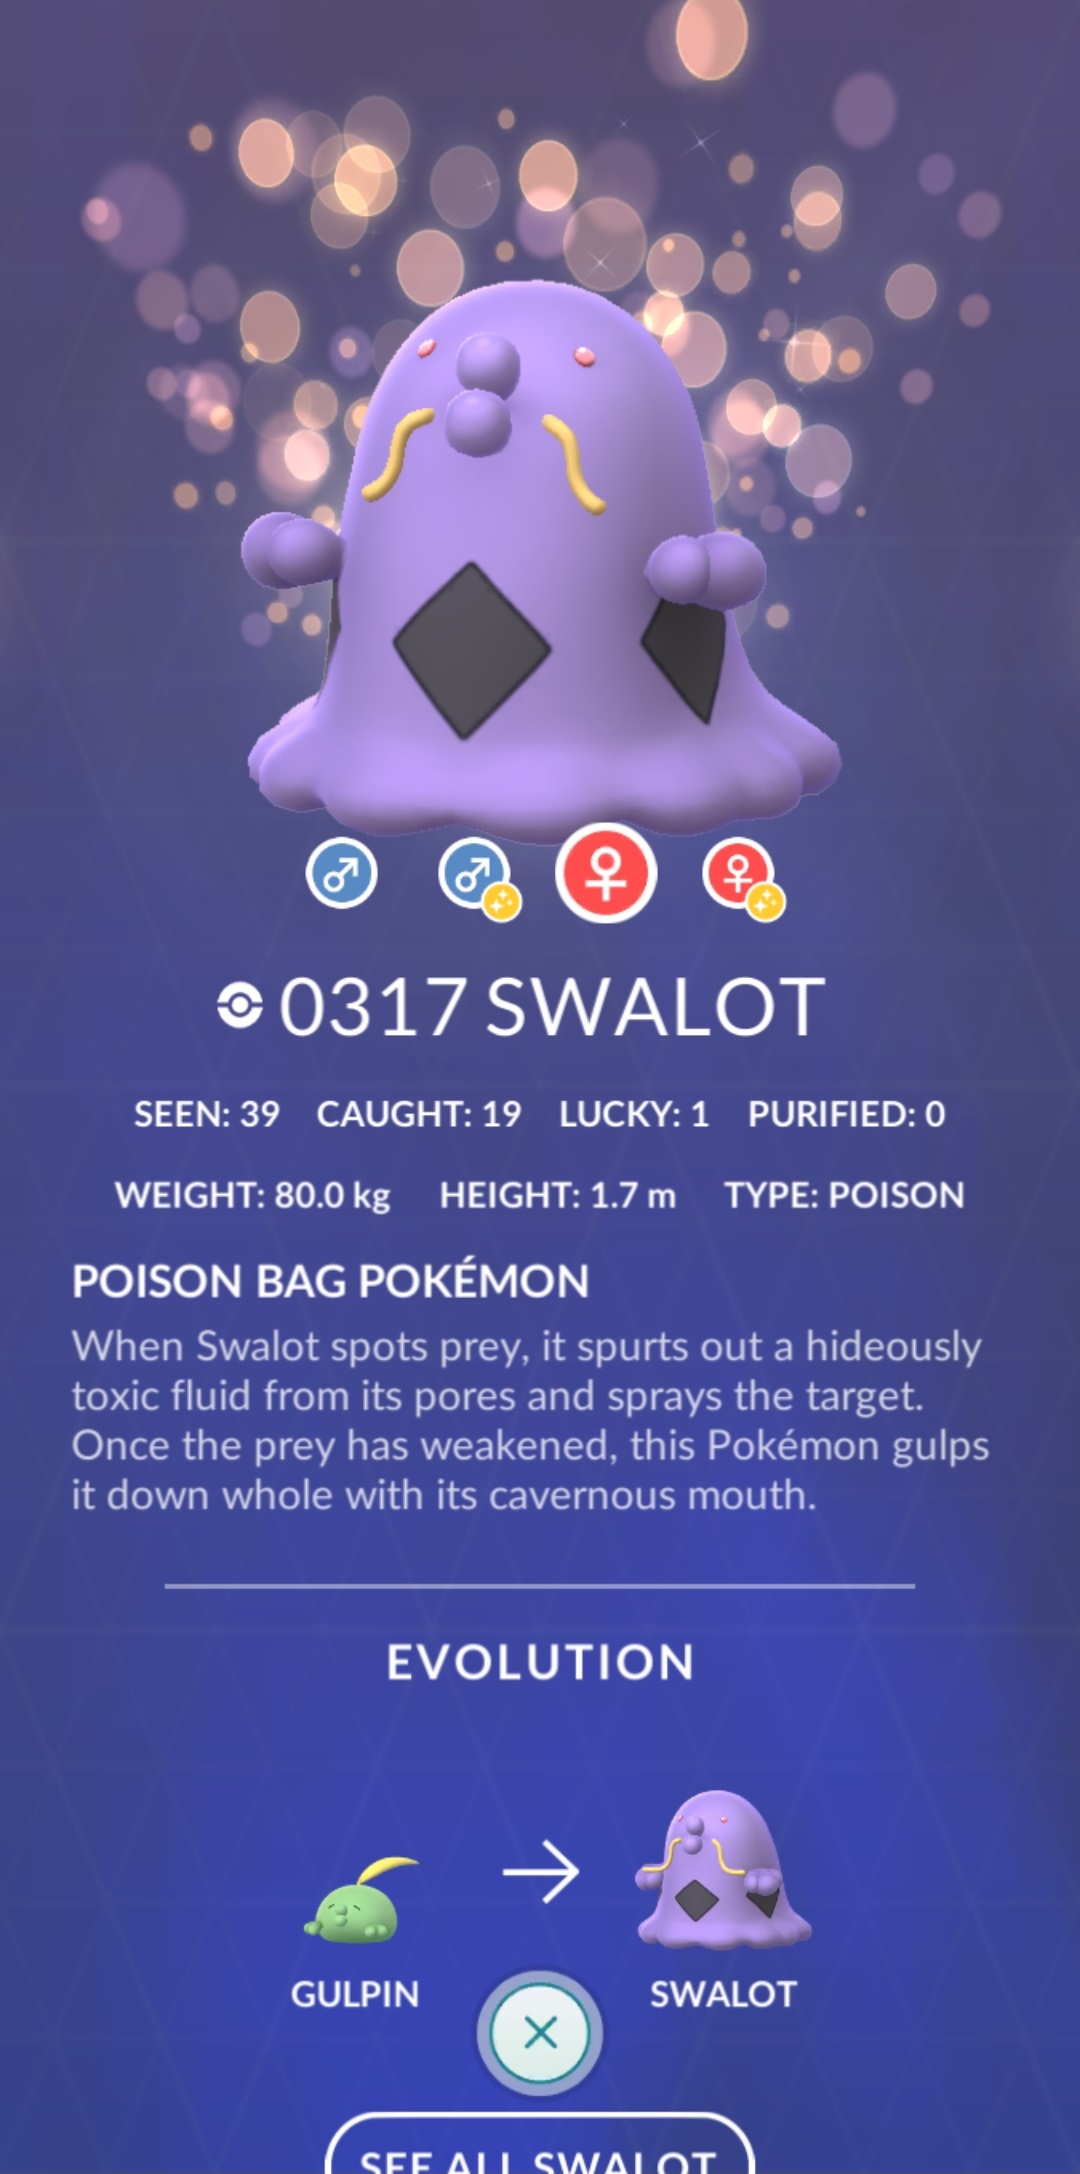 0317 SWALOT
SEEN: 39 CAUGHT: 19 LUCKY: 1 PURIFIED: 0
WEIGHT: 80.0 kg HEIGHT: 1.7 m TYPE: POISON
POISON BAG POKÉMON
When Swalot spots prey, it spurts out a hideously
toxic fluid from its pores and sprays the target.
Once the prey has weakened, this Pokémon gulps
it down whole with its cavernous mouth.
EVOLUTION
GULPIN SWALOT
SEE ALL SWALOT